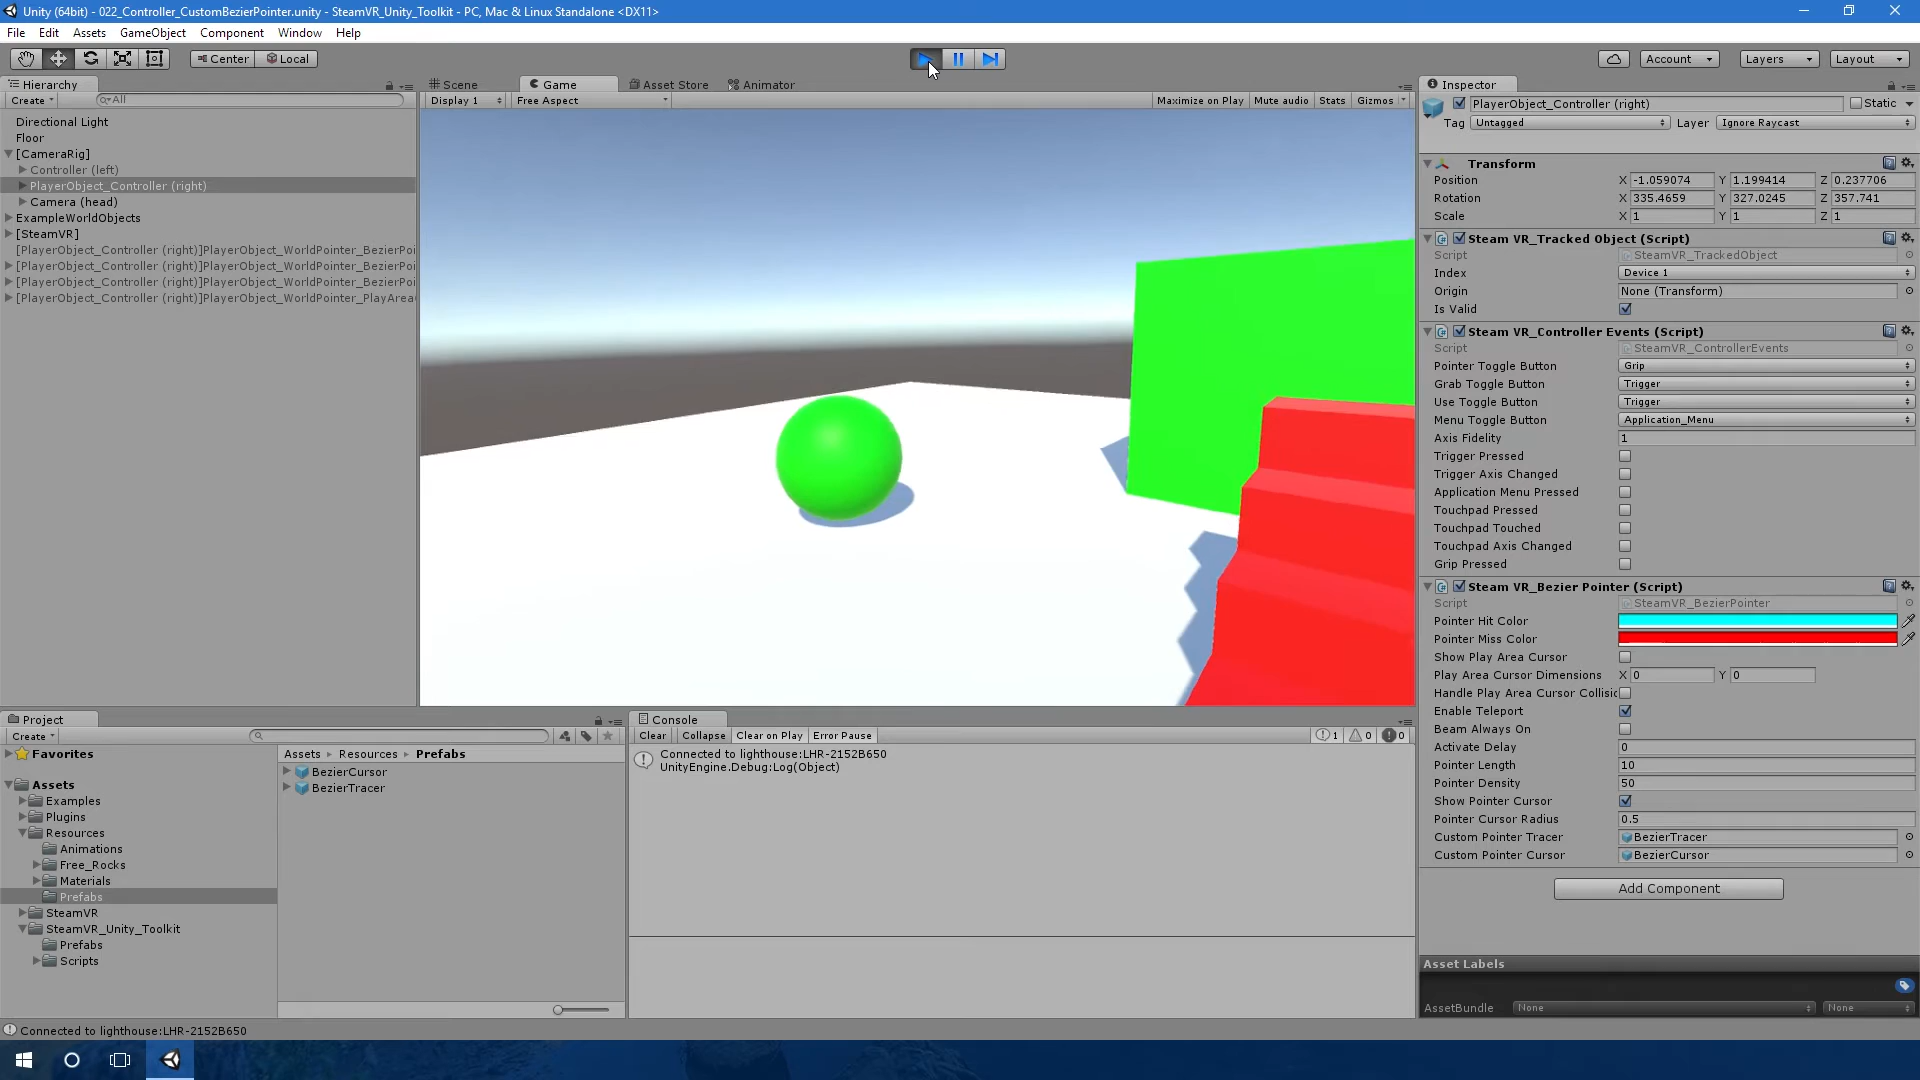 Unity (64bit) - 022_Controller_CustomBezierPointer.unity - SteamVR_Unity_Toolkit - PC, Mac & Linux Standalone <DX11>
File Edit Assets GameObject Component Window Help
Center Local Account Layers Layout
Hierarchy
Create All
Directional Light
Floor
[CameraRig]
Controller (left)
PlayerObject_Controller (right)
Camera (head)
ExampleWorldObjects
[SteamVR]
[PlayerObject_Controller (right)]PlayerObject_WorldPointer_BezierPoi
[PlayerObject_Controller (right)]PlayerObject_WorldPointer_BezierPoi
[PlayerObject_Controller (right)]PlayerObject_WorldPointer_BezierPoi
[PlayerObject_Controller (right)]PlayerObject_WorldPointer_PlayArea
Scene Game Asset Store Animator
Display 1 Free Aspect Maximize on Play Mute audio Stats Gizmos
Inspector
PlayerObject_Controller (right) Static
Tag Untagged Layer Ignore Raycast
Transform
Position X -1.059074 Y 1.199414 Z 0.237706
Rotation X 335.4659 Y 327.0245 Z 357.741
Scale X 1 Y 1 Z 1
Steam VR_Tracked Object (Script)
Script SteamVR_TrackedObject
Index Device 1
Origin None (Transform)
Is Valid
Steam VR_Controller Events (Script)
Script SteamVR_ControllerEvents
Pointer Toggle Button Grip
Grab Toggle Button Trigger
Use Toggle Button Trigger
Menu Toggle Button Application_Menu
Axis Fidelity 1
Trigger Pressed
Trigger Axis Changed
Application Menu Pressed
Touchpad Pressed
Touchpad Touched
Touchpad Axis Changed
Grip Pressed
Steam VR_Bezier Pointer (Script)
Script SteamVR_BezierPointer
Pointer Hit Color
Pointer Miss Color
Show Play Area Cursor
Play Area Cursor Dimensions X 0 Y 0
Handle Play Area Cursor Collisic
Enable Teleport
Beam Always On
Activate Delay 0
Pointer Length 10
Pointer Density 50
Show Pointer Cursor
Pointer Cursor Radius 0.5
Custom Pointer Tracer BezierTracer
Custom Pointer Cursor BezierCursor
Add Component
Asset Labels
AssetBundle None None
Project
Create
Favorites
Assets
Examples
Plugins
Resources
Animations
Free_Rocks
Materials
Prefabs
SteamVR
SteamVR_Unity_Toolkit
Prefabs
Scripts
Assets Resources Prefabs
BezierCursor
BezierTracer
Console
Clear Collapse Clear on Play Error Pause 1 0 0
Connected to lighthouse:LHR-2152B650
UnityEngine.Debug:Log(Object)
Connected to lighthouse:LHR-2152B650